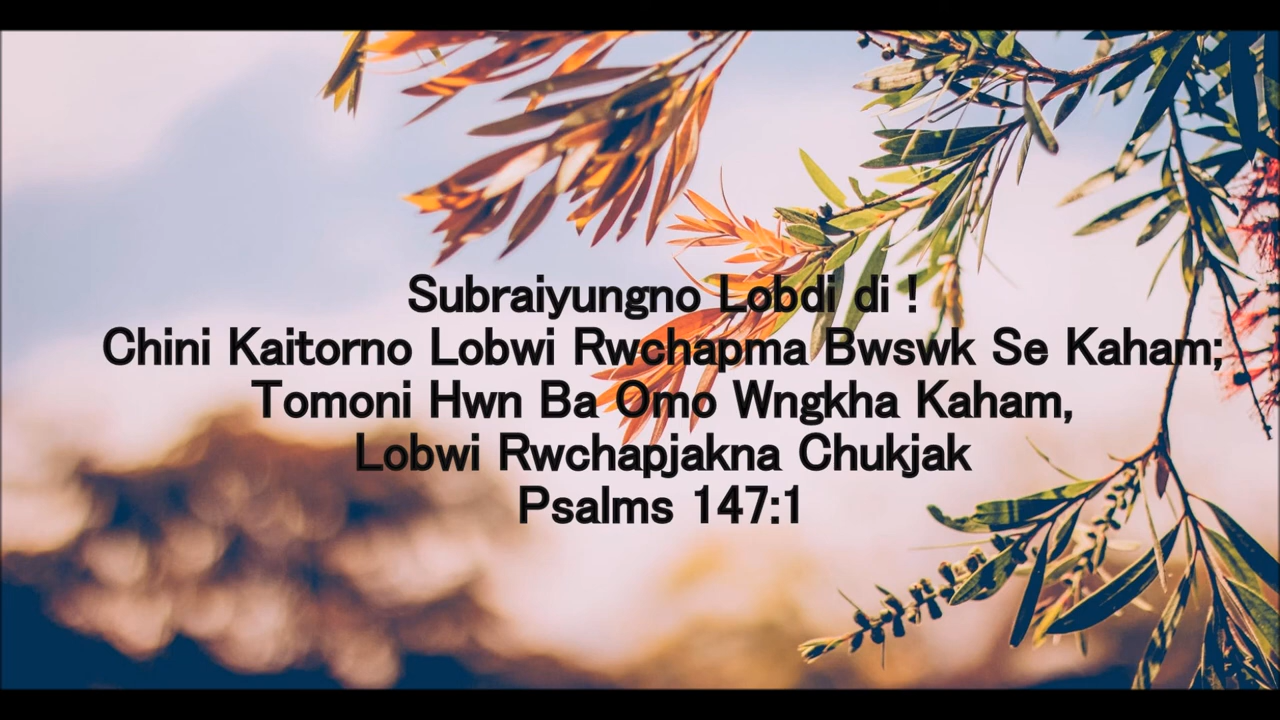 Subraiyungno Lobdi di !
Chini Kaitorno Lobwi Rwchapma Bwswk Se Kaham;
Tomoni Hwn Ba Omo Wngkha Kaham,
Lobwi Rwchapjakna Chukjak
Psalms 147:1